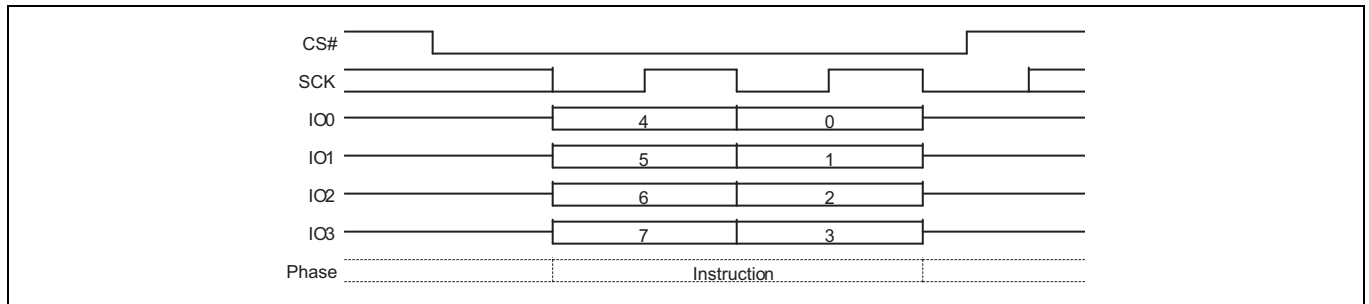 CS#
SCK
IO0 4 0
IO1 5 1
IO2 6 2
IO3 7 3
Phase Instruction